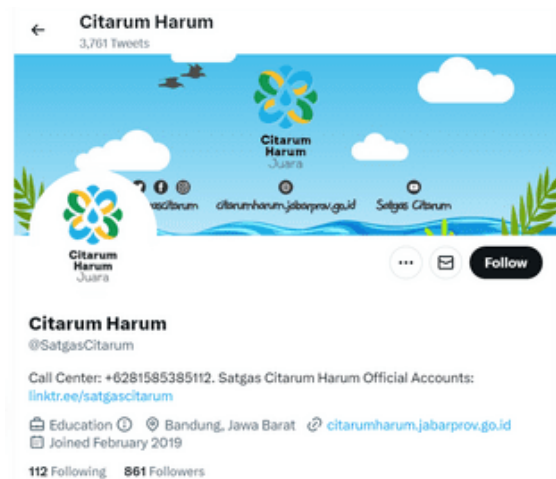 Citarum Harum
3,761 Tweets
Citarum
Harum
Juara
citarumharum.jabarprov.go.id Satgas Citarum
Citarum
Harum
Juara
Follow
Citarum Harum
@SatgasCitarum
Call Center: +6281585385112. Satgas Citarum Harum Official Accounts:
linktr.ee/satgascitarum
Education Bandung, Jawa Barat citarumharum.jabarprov.go.id
Joined February 2019
112 Following 861 Followers